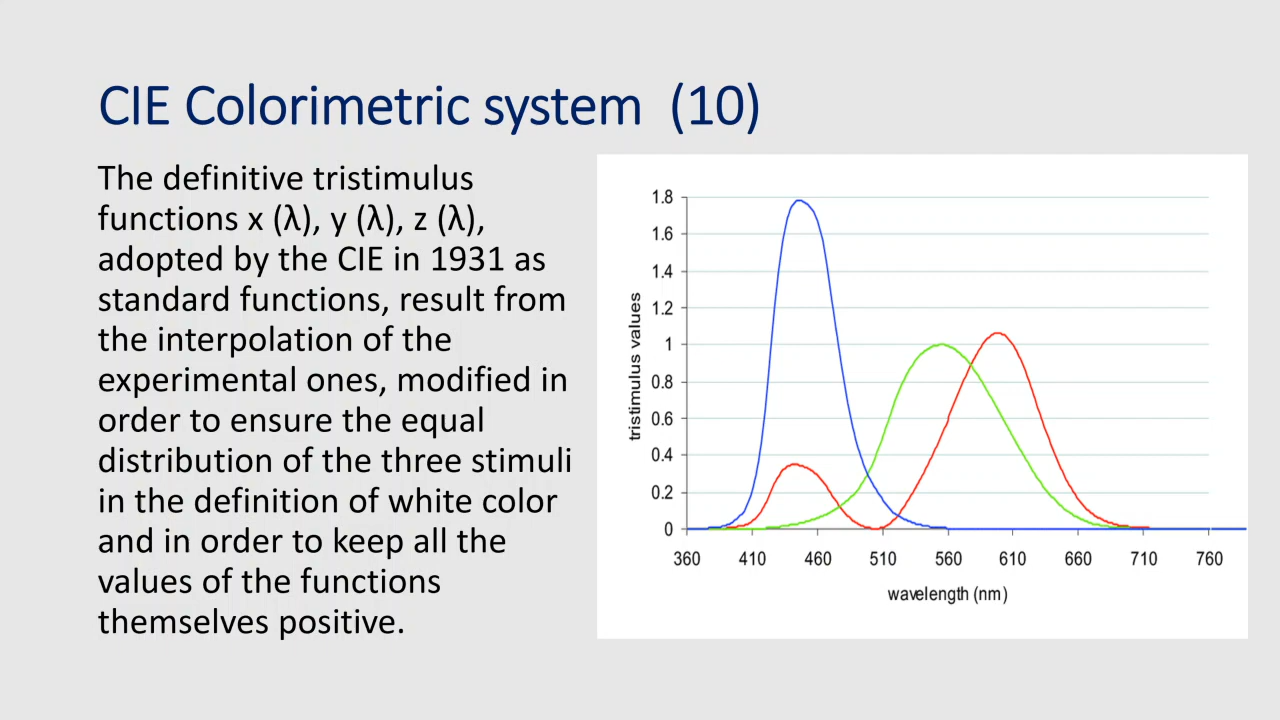 CIE Colorimetric system (10)
The definitive tristimulus
functions x (λ), y (λ), z (λ),
adopted by the CIE in 1931 as
standard functions, result from
the interpolation of the
experimental ones, modified in
order to ensure the equal
distribution of the three stimuli
in the definition of white color
and in order to keep all the
values of the functions
themselves positive.
tristimulus values
1.8
1.6
1.4
1.2
1
0.8
0.6
0.4
0.2
0
360 410 460 510 560 610 660 710 760
wavelength (nm)